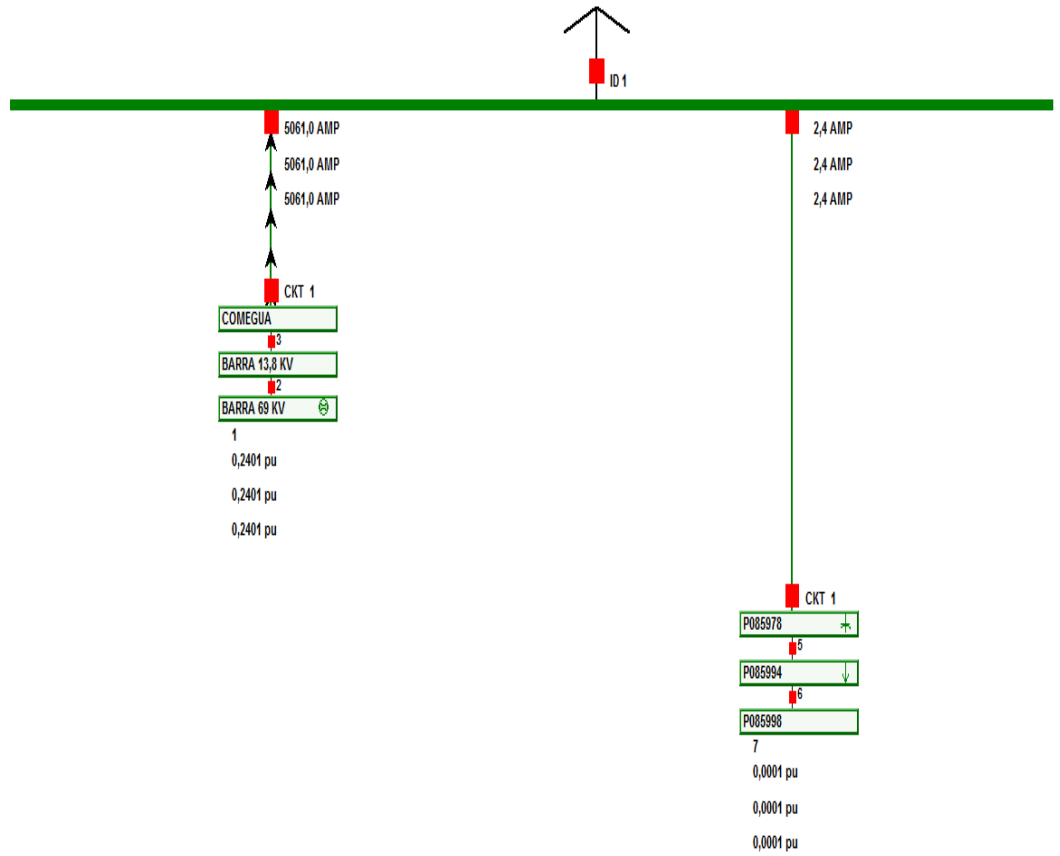 ID 1
5061,0 AMP
5061,0 AMP
5061,0 AMP
CKT 1
COMEGUA
3
BARRA 13,8 KV
2
BARRA 69 KV
1
0,2401 pu
0,2401 pu
0,2401 pu
2,4 AMP
2,4 AMP
2,4 AMP
CKT 1
P085978
5
P085994
6
P085998
7
0,0001 pu
0,0001 pu
0,0001 pu